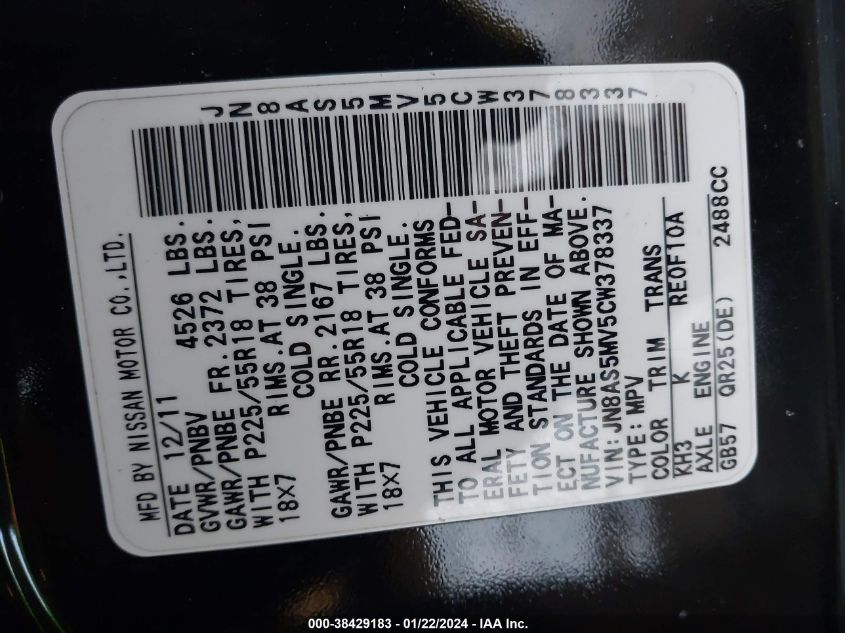 MFD BY NISSAN MOTOR CO.,LTD.
JN8AS5MV5CW378337
DATE 12/11
GVWR/PNBV 4526 LBS.
GAWR/PNBE FR.2372 LBS.
WITH P225/55R18 TIRES,
18X7 RIMS.AT 38 PSI
COLD SINGLE.
GAWR/PNBE RR.2167 LBS.
WITH P225/55R18 TIRES,
18X7 RIMS.AT 38 PSI
COLD SINGLE.
THIS VEHICLE CONFORMS
TO ALL APPLICABLE FED-
ERAL MOTOR VEHICLE SA-
FETY AND THEFT PREVEN-
TION STANDARDS IN EFF-
ECT ON THE DATE OF MA-
NUFACTURE SHOWN ABOVE.
VIN:JN8AS5MV5CW378337
TYPE:MPV
COLOR TRIM TRANS
KH3 K RE0F10A
AXLE ENGINE
GB57 QR25(DE) 2488CC
000-38429183 - 01/22/2024 - IAA Inc.